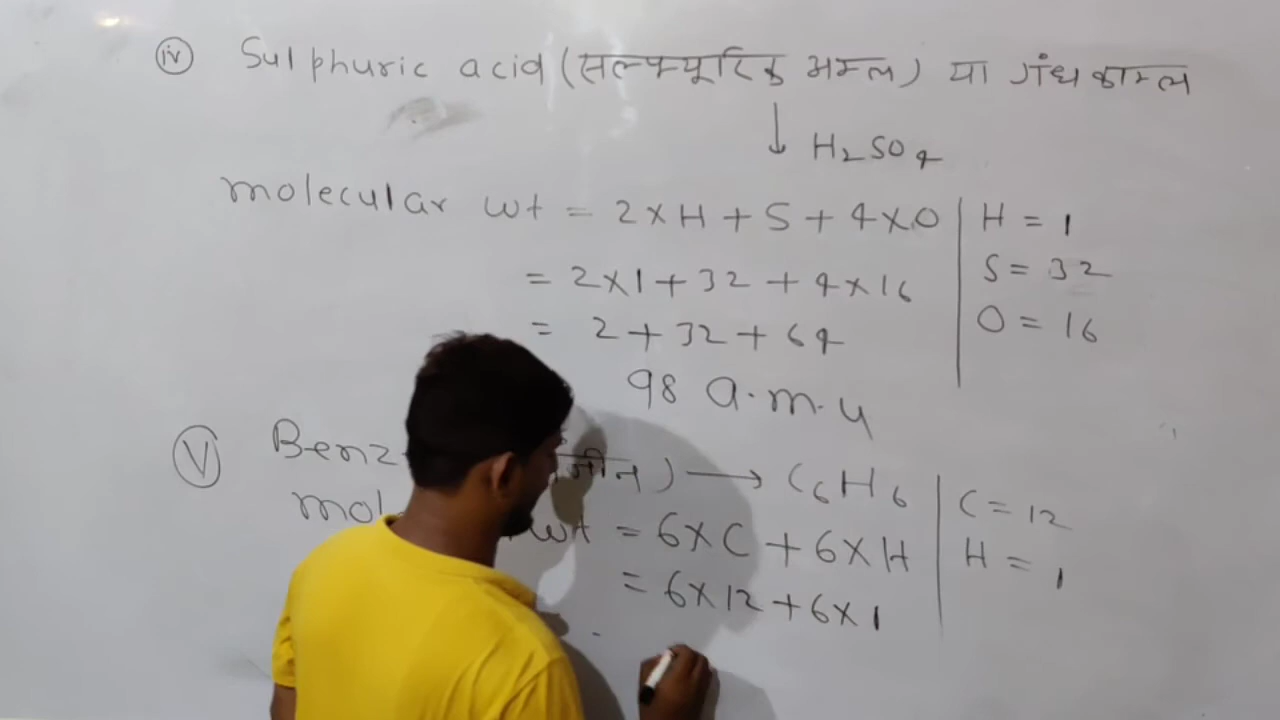 iv Sulphuric acid (सल्फ्यूरिक अम्ल) या गंधकाम्ल
↓ H₂SO₄
molecular wt = 2×H + S + 4×O
H = 1
= 2×1 + 32 + 4×16
S = 32
= 2 + 32 + 64
O = 16
98 a.m.u
V Benz जीन) → C₆H₆
C = 12
mol wt = 6×C + 6×H
H = 1
= 6×12 + 6×1